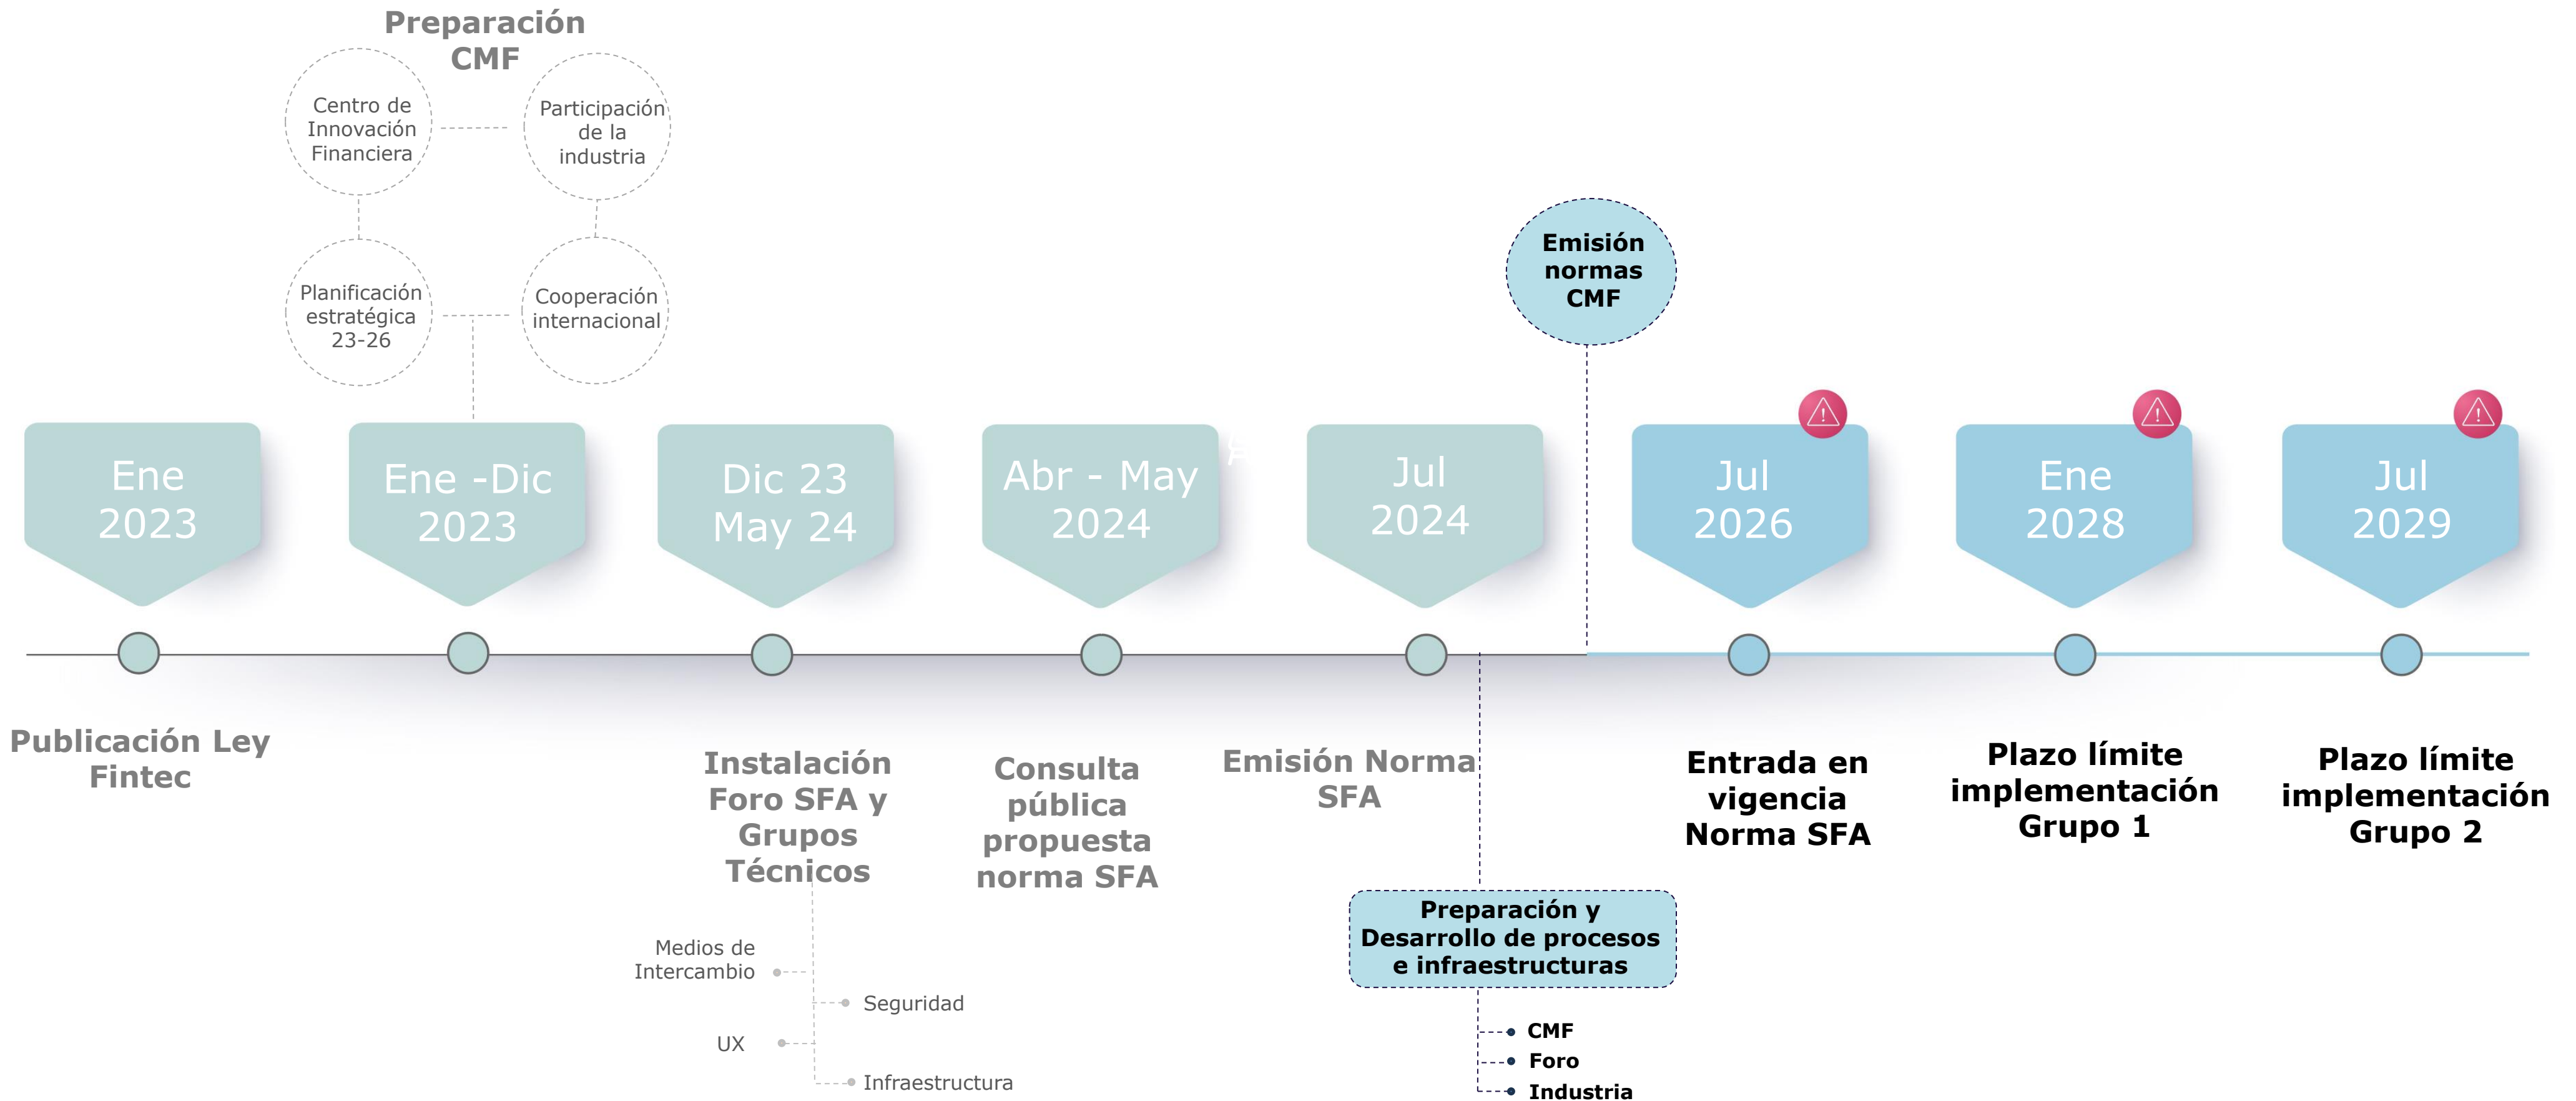 Preparación
CMF
Centro de
Innovación
Financiera
Participación
de la
industria
Planificación
estratégica
23-26
Cooperación
internacional
Emisión
normas
CMF
Ene
2023
Ene -Dic
2023
Dic 23
May 24
Abr - May
2024
Jul
2024
Jul
2026
Ene
2028
Jul
2029
Publicación Ley
Fintec
Instalación
Foro SFA y
Grupos
Técnicos
Consulta
pública
propuesta
norma SFA
Emisión Norma
SFA
Entrada en
vigencia
Norma SFA
Plazo límite
implementación
Grupo 1
Plazo límite
implementación
Grupo 2
Medios de
Intercambio
Seguridad
UX
Infraestructura
Preparación y
Desarrollo de procesos
e infraestructuras
CMF
Foro
Industria